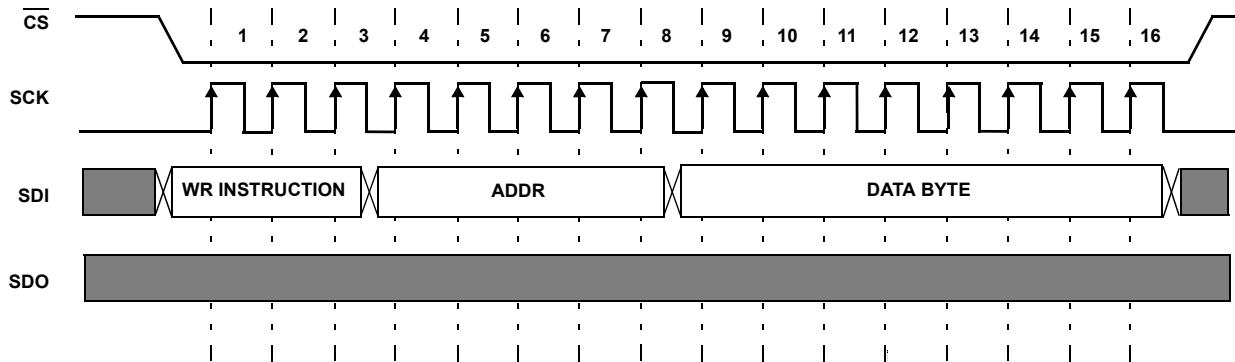 CS
1 2 3 4 5 6 7 8 9 10 11 12 13 14 15 16
SCK
SDI WR INSTRUCTION ADDR DATA BYTE
SDO